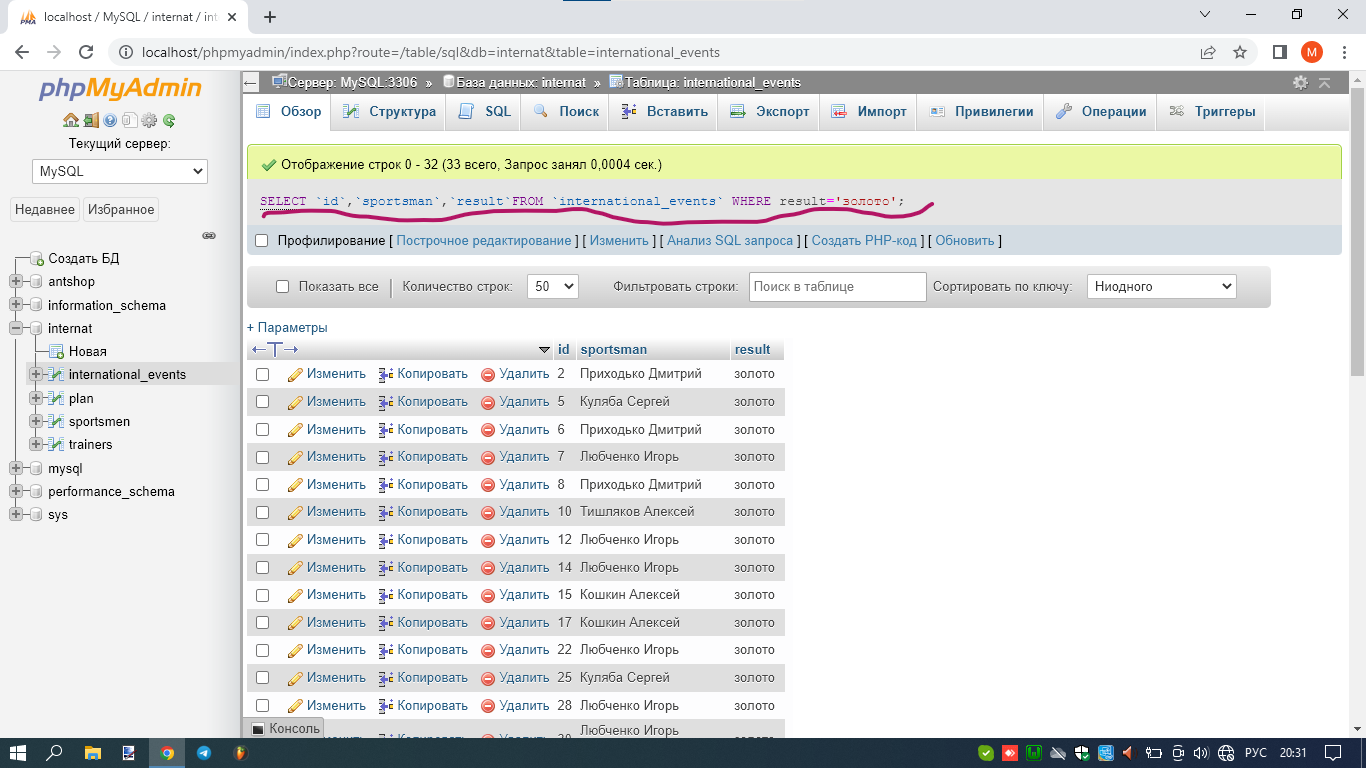 localhost / MySQL / internat / int
localhost/phpmyadmin/index.php?route=/table/sql&db=internat&table=international_events
M
phpMyAdmin
Текущий сервер:
MySQL
Недавнее Избранное
Создать БД
antshop
information_schema
internat
Новая
international_events
plan
sportsmen
trainers
mysql
performance_schema
sys
Сервер: MySQL:3306 » База данных: internat » Таблица: international_events
Обзор Структура SQL Поиск Вставить Экспорт Импорт Привилегии Операции Триггеры
Отображение строк 0 - 32 (33 всего, Запрос занял 0,0004 сек.)
SELECT `id`,`sportsman`,`result`FROM `international_events` WHERE result='золото';
Профилирование [ Построчное редактирование ] [ Изменить ] [ Анализ SQL запроса ] [ Создать PHP-код ] [ Обновить ]
Показать все | Количество строк: 50 Фильтровать строки: Поиск в таблице Сортировать по ключу: Ниодного
+ Параметры
←T→ id sportsman result
Изменить Копировать Удалить 2 Приходько Дмитрий золото
Изменить Копировать Удалить 5 Куляба Сергей золото
Изменить Копировать Удалить 6 Приходько Дмитрий золото
Изменить Копировать Удалить 7 Любченко Игорь золото
Изменить Копировать Удалить 8 Приходько Дмитрий золото
Изменить Копировать Удалить 10 Тишляков Алексей золото
Изменить Копировать Удалить 12 Любченко Игорь золото
Изменить Копировать Удалить 14 Любченко Игорь золото
Изменить Копировать Удалить 15 Кошкин Алексей золото
Изменить Копировать Удалить 17 Кошкин Алексей золото
Изменить Копировать Удалить 22 Любченко Игорь золото
Изменить Копировать Удалить 25 Куляба Сергей золото
Изменить Копировать Удалить 28 Любченко Игорь золото
Любченко Игорь
Консоль
РУС 20:31